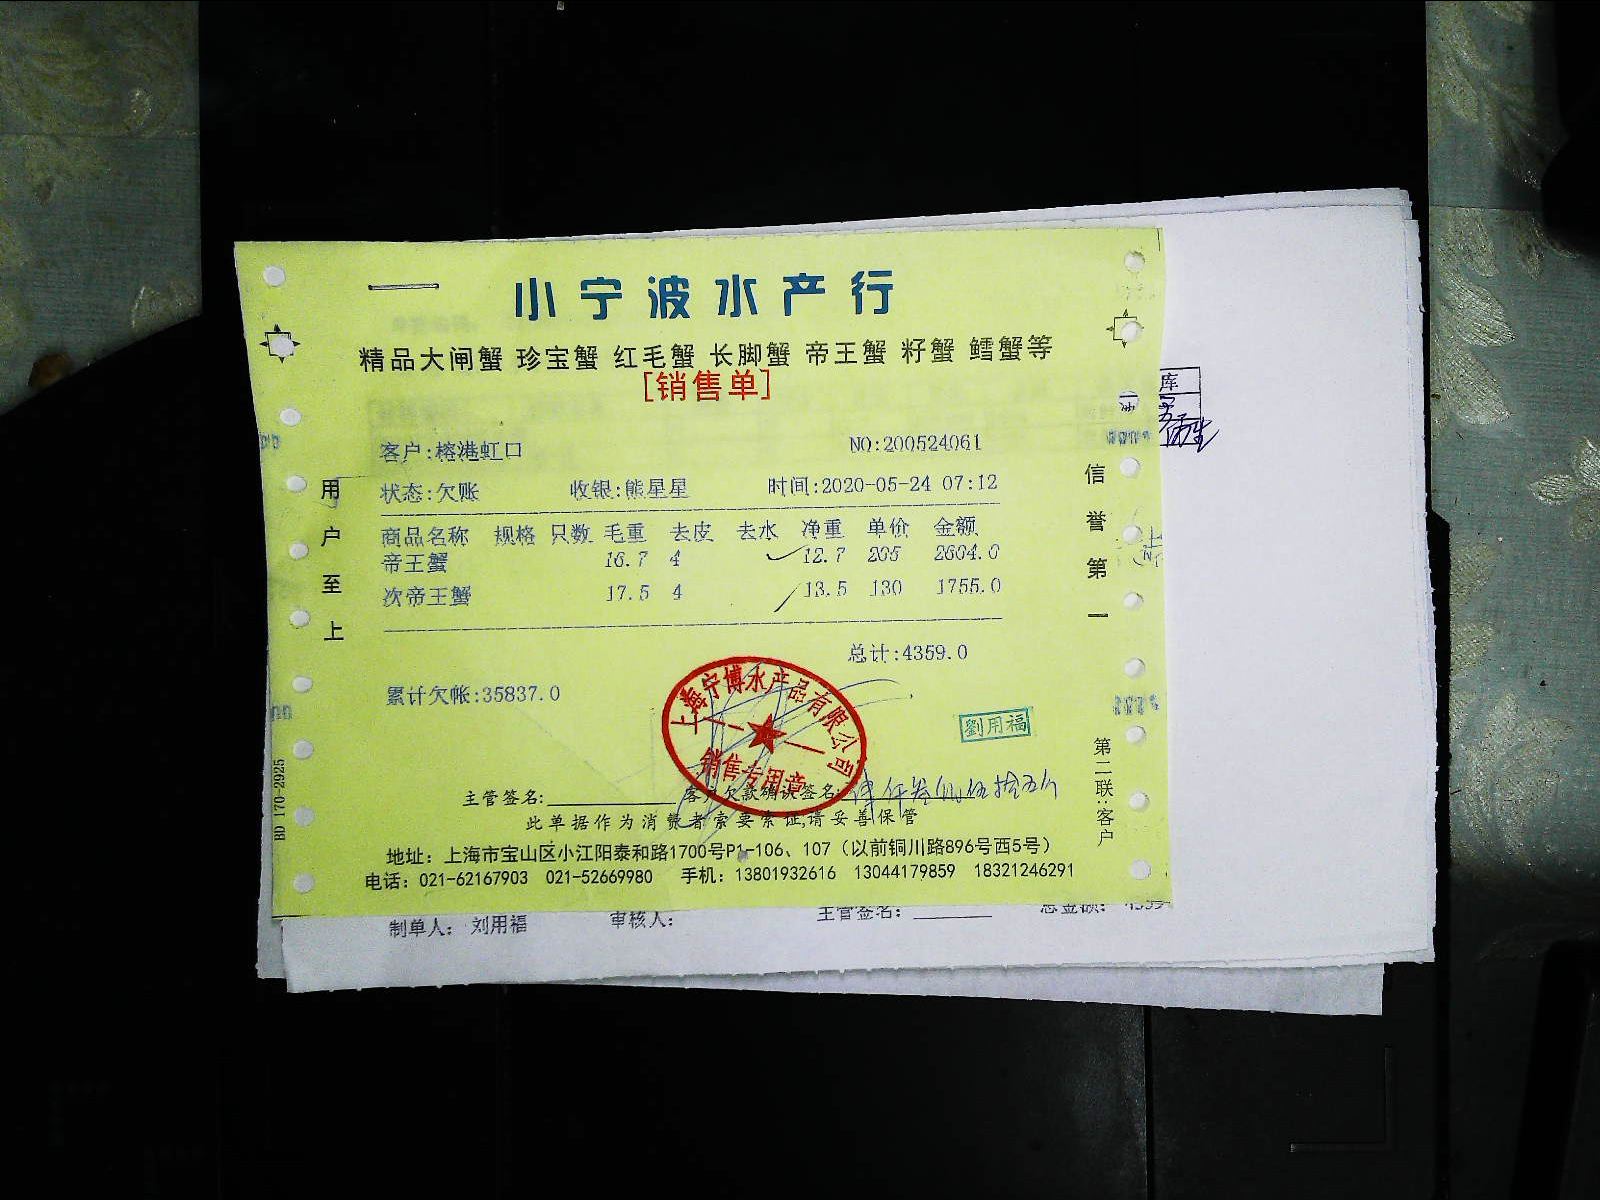 小宁波水产行
精品大闸蟹 珍宝蟹 红毛蟹 长脚蟹 帝王蟹 籽蟹 鳕蟹等
[销售单]
客户:榕港虹口 NO:200524061
状态:欠账 收银:熊星星 时间:2020-05-24 07:12
商品名称 规格 只数 毛重 去皮 去水 净重 单价 金额
帝王蟹 16.7 4 12.7 205 2604.0
次帝王蟹 17.5 4 13.5 130 1755.0
总计:4359.0
累计欠帐:35837.0
上海宁博水产品有限公司
销售专用章
劉用福
主管签名: 客户欠款确认签名:
此单据作为消费者索要索证,请妥善保管
地址: 上海市宝山区小江阳泰和路1700号P1-106、107 (以前铜川路896号西5号)
电话: 021-62167903 021-52669980 手机: 13801932616 13044179859 18321246291
用户至上
信誉第一
第二联:客户
HD 170-2925
库
制单人: 刘用福 审核人: 主管签名: 总金额: